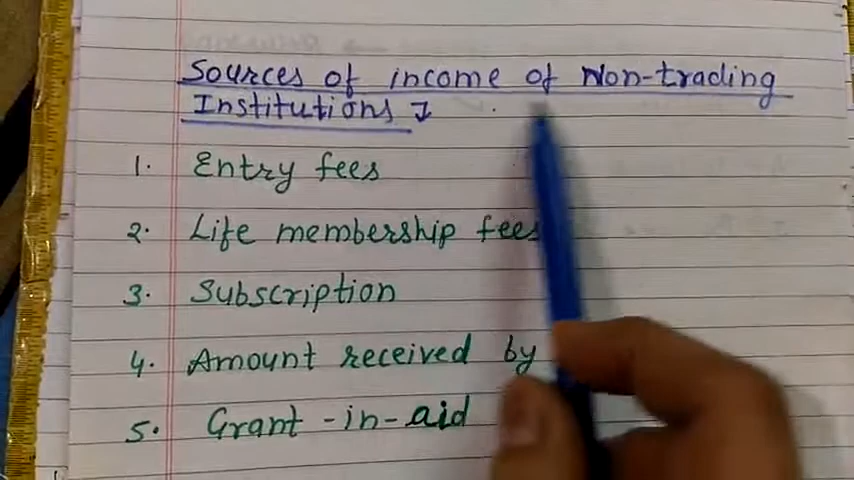 Sources of income of Non-trading
Institutions
1. Entry fees
2. Life membership fees
3. Subscription
4. Amount received by
5. Grant-in-aid